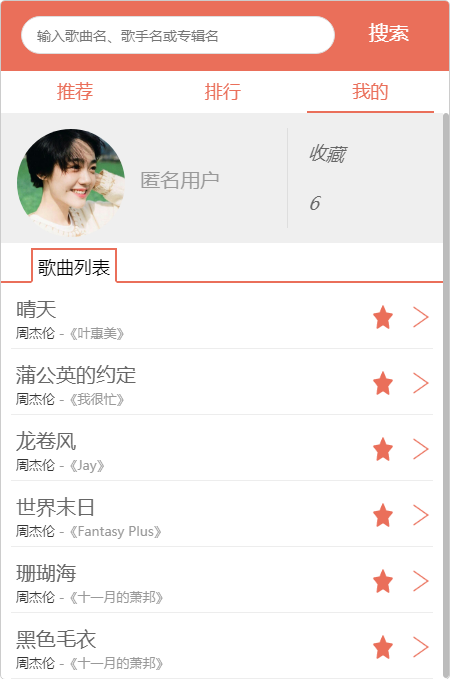 输入歌曲名、歌手名或专辑名
搜索
推荐
排行
我的
匿名用户
收藏
6
歌曲列表
晴天
周杰伦 -《叶惠美》
蒲公英的约定
周杰伦 -《我很忙》
龙卷风
周杰伦 -《Jay》
世界末日
周杰伦 -《Fantasy Plus》
珊瑚海
周杰伦 -《十一月的萧邦》
黑色毛衣
周杰伦 -《十一月的萧邦》